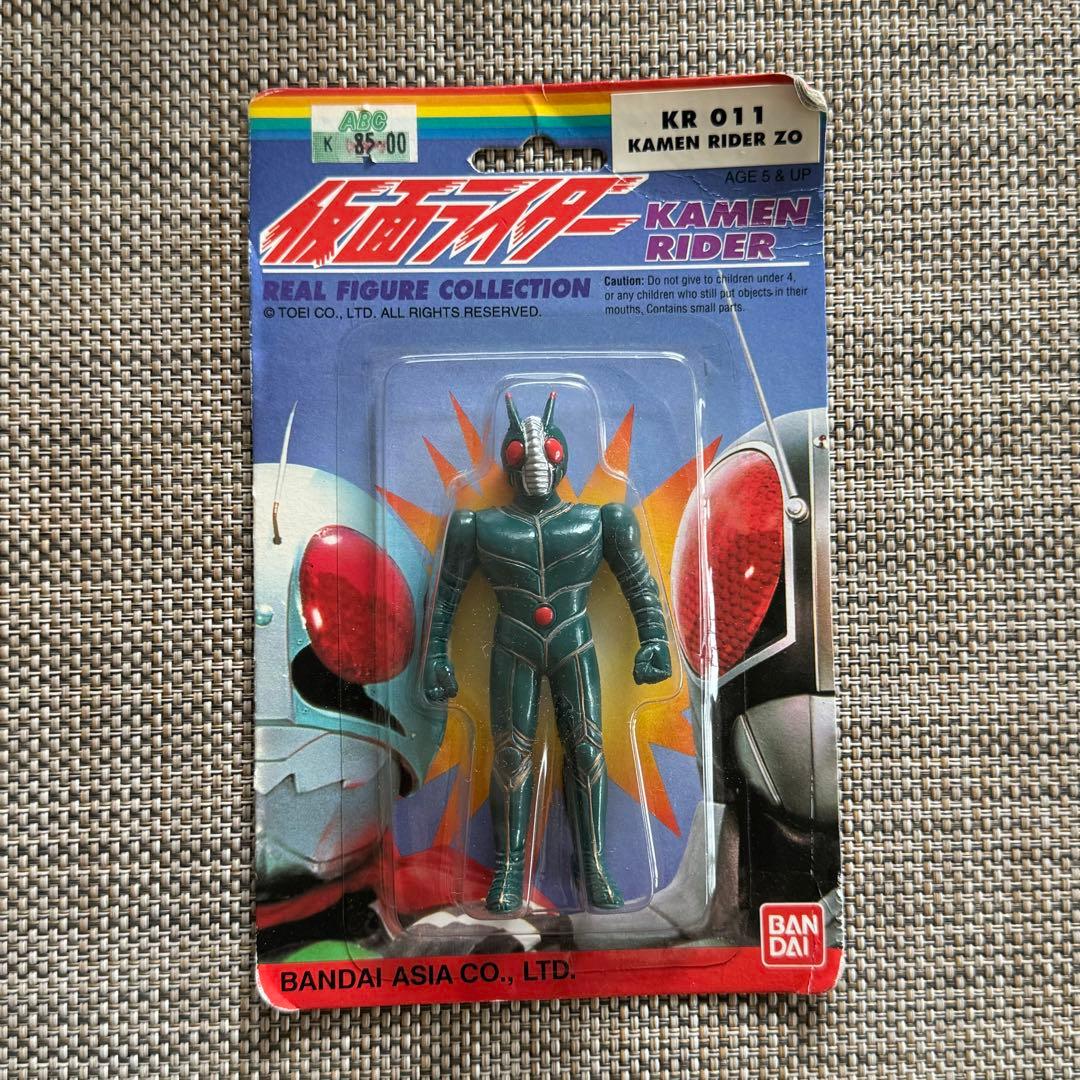 ABC
K 85.00
KR 011
KAMEN RIDER ZO
AGE 5 & UP
仮面ライダー
KAMEN
RIDER
REAL FIGURE COLLECTION
© TOEI CO., LTD. ALL RIGHTS RESERVED.
Caution: Do not give to children under 4,
or any children who still put objects in their
mouths, Contains small parts.
BAN
DAI
BANDAI ASIA CO., LTD.